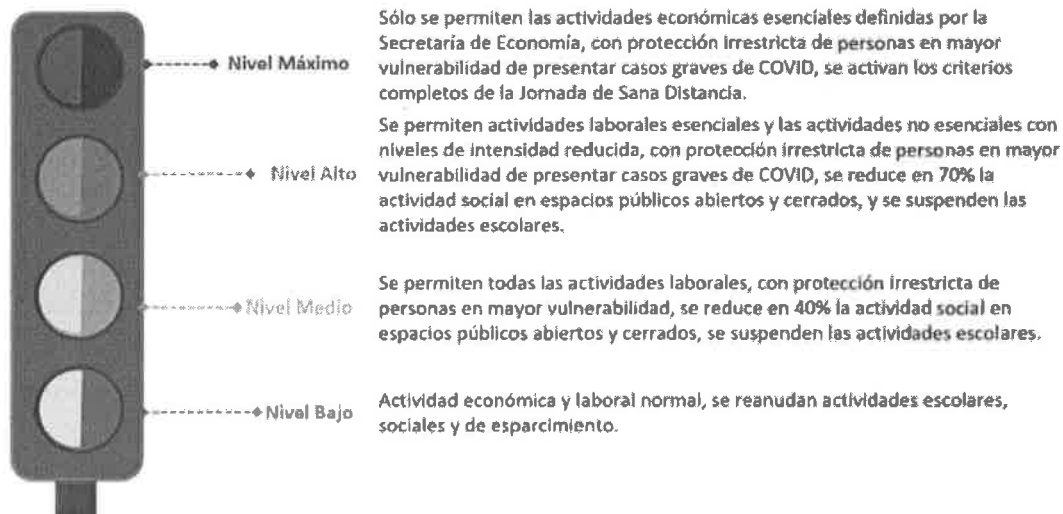 Sólo se permiten las actividades económicas esenciales definidas por la
Nivel Máximo
Secretaría de Economía, con protección irrestricta de personas en mayor
vulnerabilidad de presentar casos graves de COVID, se activan los criterios
completos de la Jornada de Sana Distancia.
Se permiten actividades laborales esenciales y las actividades no esenciales con
niveles de intensidad reducida, con protección irrestricta de personas en mayor
Nivel Alto
vulnerabilidad de presentar casos graves de COVID, se reduce en 70% la
actividad social en espacios públicos abiertos y cerrados, y se suspenden las
actividades escolares.
Nivel Medio
Se permiten todas las actividades laborales, con protección irrestricta de
personas en mayor vulnerabilidad, se reduce en 40% la actividad social en
espacios públicos abiertos y cerrados, se suspenden las actividades escolares.
Nivel Bajo
Actividad económica y laboral normal, se reanudan actividades escolares,
sociales y de esparcimiento.